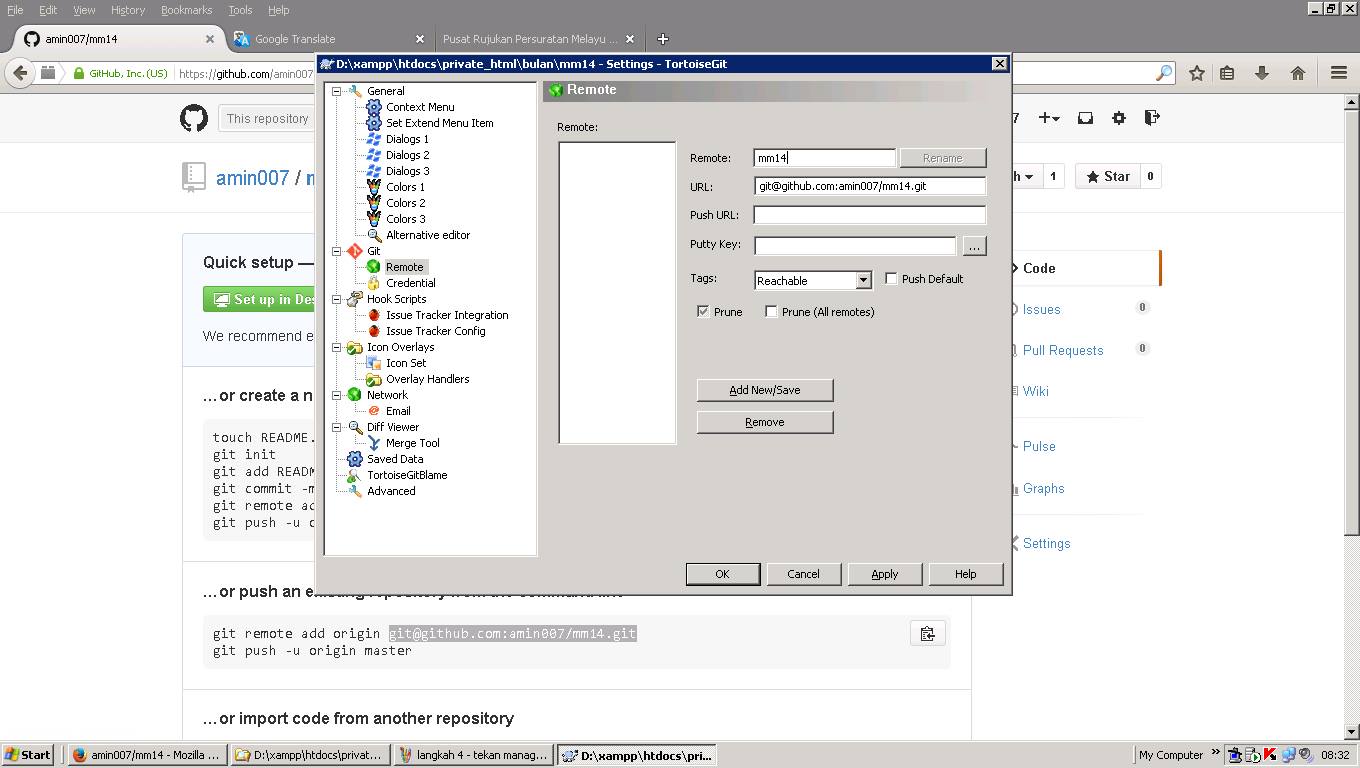 File Edit View History Bookmarks Tools Help
amin007/mm14
Google Translate
Pusat Rujukan Persuratan Melayu ...
GitHub, Inc. (US)
https://github.com/amin007
D:\xampp\htdocs\private_html\bulan\mm14 - Settings - TortoiseGit
General
Context Menu
Set Extend Menu Item
Dialogs 1
Dialogs 2
Dialogs 3
Colors 1
Colors 2
Colors 3
Alternative editor
Git
Remote
Credential
Hook Scripts
Issue Tracker Integration
Issue Tracker Config
Icon Overlays
Icon Set
Overlay Handlers
Network
Email
Diff Viewer
Merge Tool
Saved Data
TortoiseGitBlame
Advanced
Remote
Remote:
Remote: mm14 Rename
URL: git@github.com:amin007/mm14.git
Push URL:
Putty Key: ...
Tags: Reachable Push Default
Prune Prune (All remotes)
Add New/Save
Remove
OK Cancel Apply Help
This repository
7
amin007 / m
h 1 Star 0
Quick setup —
Set up in Des
We recommend e
...or create a n
touch README.
git init
git add READM
git commit -m
git remote ad
git push -u o
...or push an existing repository from the command line
git remote add origin git@github.com:amin007/mm14.git
git push -u origin master
...or import code from another repository
Code
Issues 0
Pull Requests 0
Wiki
Pulse
Graphs
Settings
Start
amin007/mm14 - Mozilla ...
D:\xampp\htdocs\privat...
langkah 4 - tekan manag...
D:\xampp\htdocs\pri...
My Computer
08:32